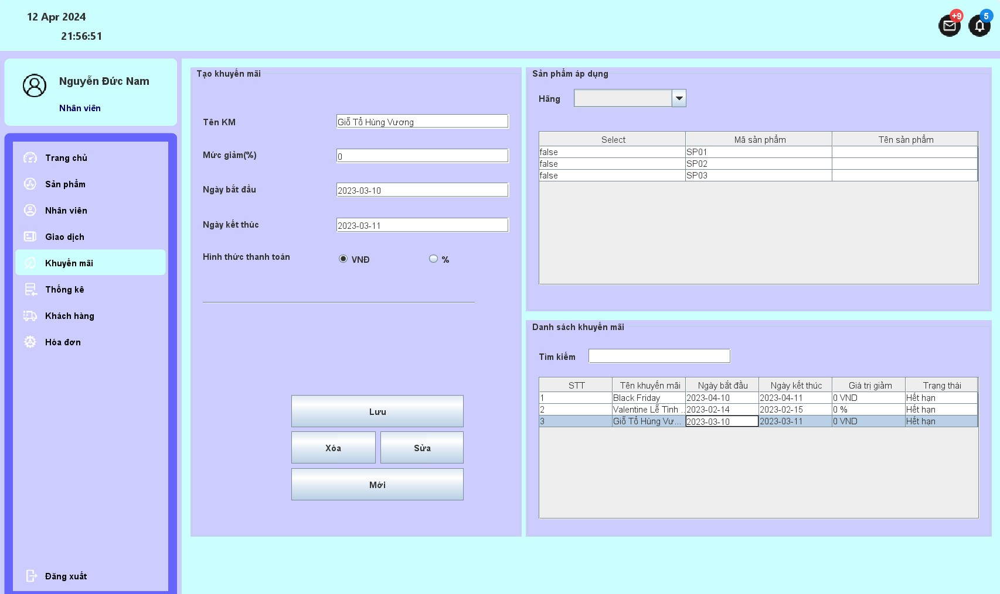 12 Apr 2024
21:56:51
+9
5
Nguyễn Đức Nam
Nhân viên
Trang chủ
Sản phẩm
Nhân viên
Giao dịch
Khuyến mãi
Thống kê
Khách hàng
Hóa đơn
Đăng xuất
Tạo khuyến mãi
Tên KM Giỗ Tổ Hùng Vương
Mức giảm(%) 0
Ngày bắt đầu 2023-03-10
Ngày kết thúc 2023-03-11
Hình thức thanh toán VNĐ %
Lưu
Xóa Sửa
Mới
Sản phẩm áp dụng
Hãng
Select Mã sản phẩm Tên sản phẩm
false SP01
false SP02
false SP03
Danh sách khuyến mãi
Tìm kiếm
STT Tên khuyến mãi Ngày bắt đầu Ngày kết thúc Giá trị giảm Trạng thái
1 Black Friday 2023-04-10 2023-04-11 0 VND Hết hạn
2 Valentine Lễ Tình ... 2023-02-14 2023-02-15 0 % Hết hạn
3 Giỗ Tổ Hùng Vư... 2023-03-10 2023-03-11 0 VND Hết hạn